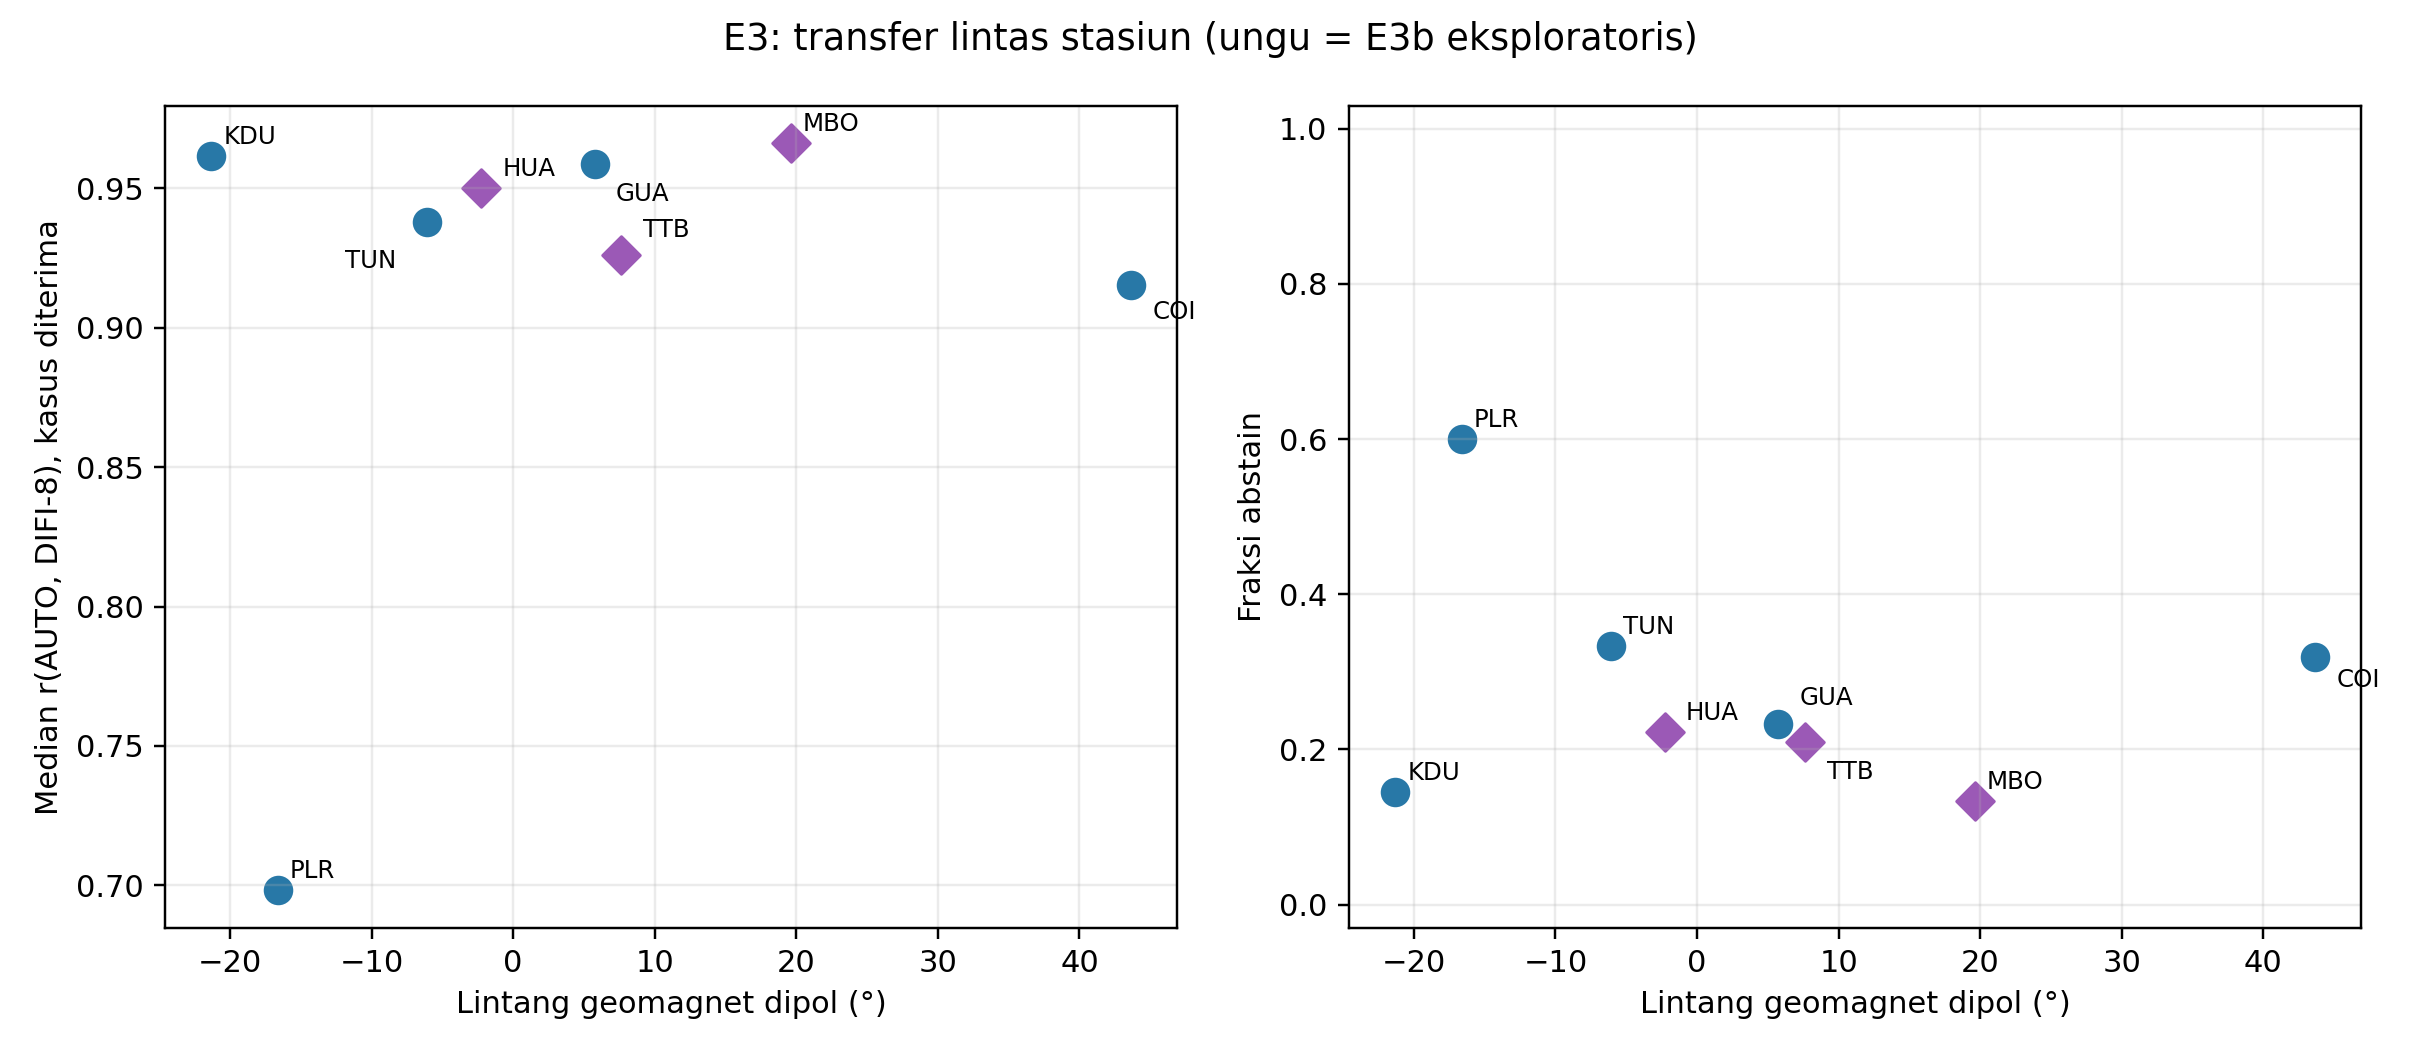 E3: transfer lintas stasiun (ungu = E3b eksploratoris)
Median r(AUTO, DIFI-8), kasus diterima
0.95
0.90
0.85
0.80
0.75
0.70
KDU
MBO
HUA
GUA
TTB
TUN
COI
PLR
−20
−10
0
10
20
30
40
Lintang geomagnet dipol (°)
Fraksi abstain
1.0
0.8
0.6
0.4
0.2
0.0
PLR
TUN
COI
GUA
HUA
TTB
KDU
MBO
−20
−10
0
10
20
30
40
Lintang geomagnet dipol (°)